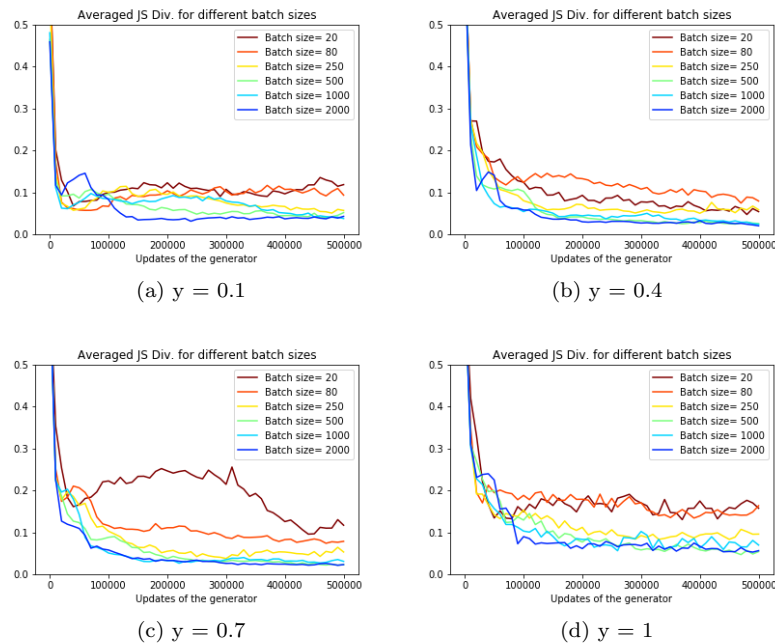 Averaged JS Div. for different batch sizes
0.5
0.4
0.3
0.2
0.1
0.0
Batch size= 20
Batch size= 80
Batch size= 250
Batch size= 500
Batch size= 1000
Batch size= 2000
0 100000 200000 300000 400000 500000
Updates of the generator
(a) y = 0.1
Averaged JS Div. for different batch sizes
0.5
0.4
0.3
0.2
0.1
0.0
Batch size= 20
Batch size= 80
Batch size= 250
Batch size= 500
Batch size= 1000
Batch size= 2000
0 100000 200000 300000 400000 500000
Updates of the generator
(b) y = 0.4
Averaged JS Div. for different batch sizes
0.5
0.4
0.3
0.2
0.1
0.0
Batch size= 20
Batch size= 80
Batch size= 250
Batch size= 500
Batch size= 1000
Batch size= 2000
0 100000 200000 300000 400000 500000
Updates of the generator
(c) y = 0.7
Averaged JS Div. for different batch sizes
0.5
0.4
0.3
0.2
0.1
0.0
Batch size= 20
Batch size= 80
Batch size= 250
Batch size= 500
Batch size= 1000
Batch size= 2000
0 100000 200000 300000 400000 500000
Updates of the generator
(d) y = 1